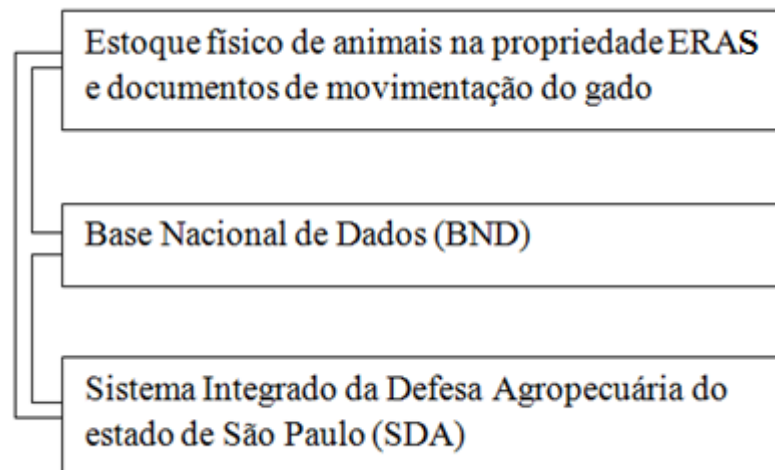 Estoque físico de animais na propriedade ERAS
e documentos de movimentação do gado
Base Nacional de Dados (BND)
Sistema Integrado da Defesa Agropecuária do
estado de São Paulo (SDA)